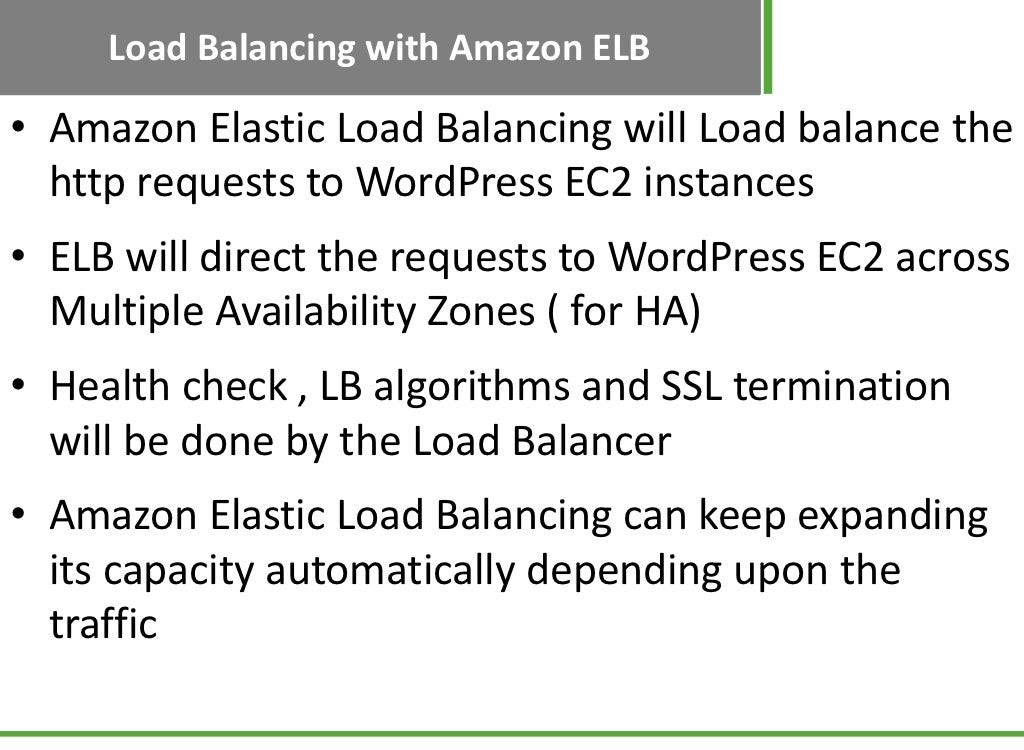 Load Balancing with Amazon ELB
• Amazon Elastic Load Balancing will Load balance the
http requests to WordPress EC2 instances
• ELB will direct the requests to WordPress EC2 across
Multiple Availability Zones ( for HA)
• Health check , LB algorithms and SSL termination
will be done by the Load Balancer
• Amazon Elastic Load Balancing can keep expanding
its capacity automatically depending upon the
traffic